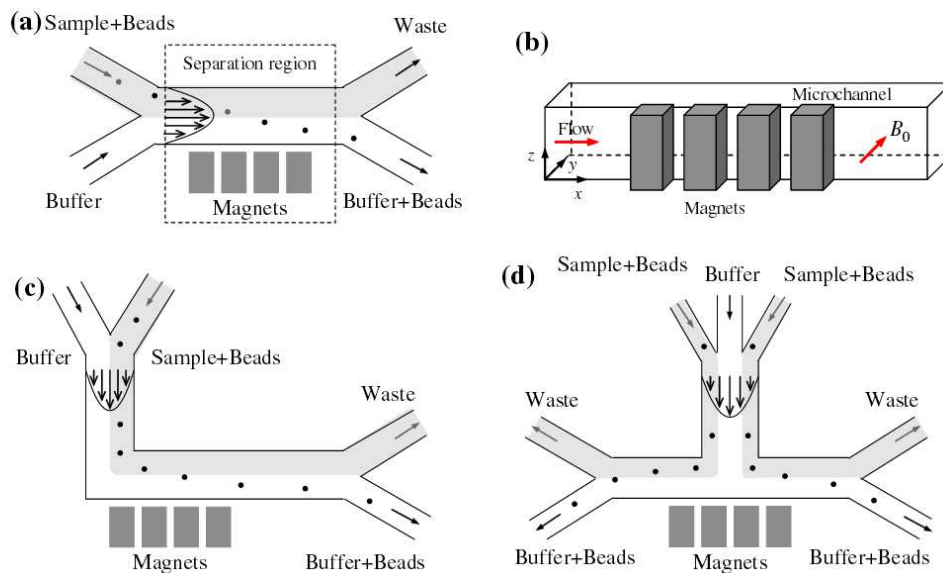 (a)
Sample+Beads
Waste
Separation region
Buffer
Magnets
Buffer+Beads
(b)
Microchannel
Flow
B0
z
y
x
Magnets
(c)
Buffer
Sample+Beads
Waste
Magnets
Buffer+Beads
(d)
Sample+Beads
Buffer
Sample+Beads
Waste
Waste
Buffer+Beads
Magnets
Buffer+Beads